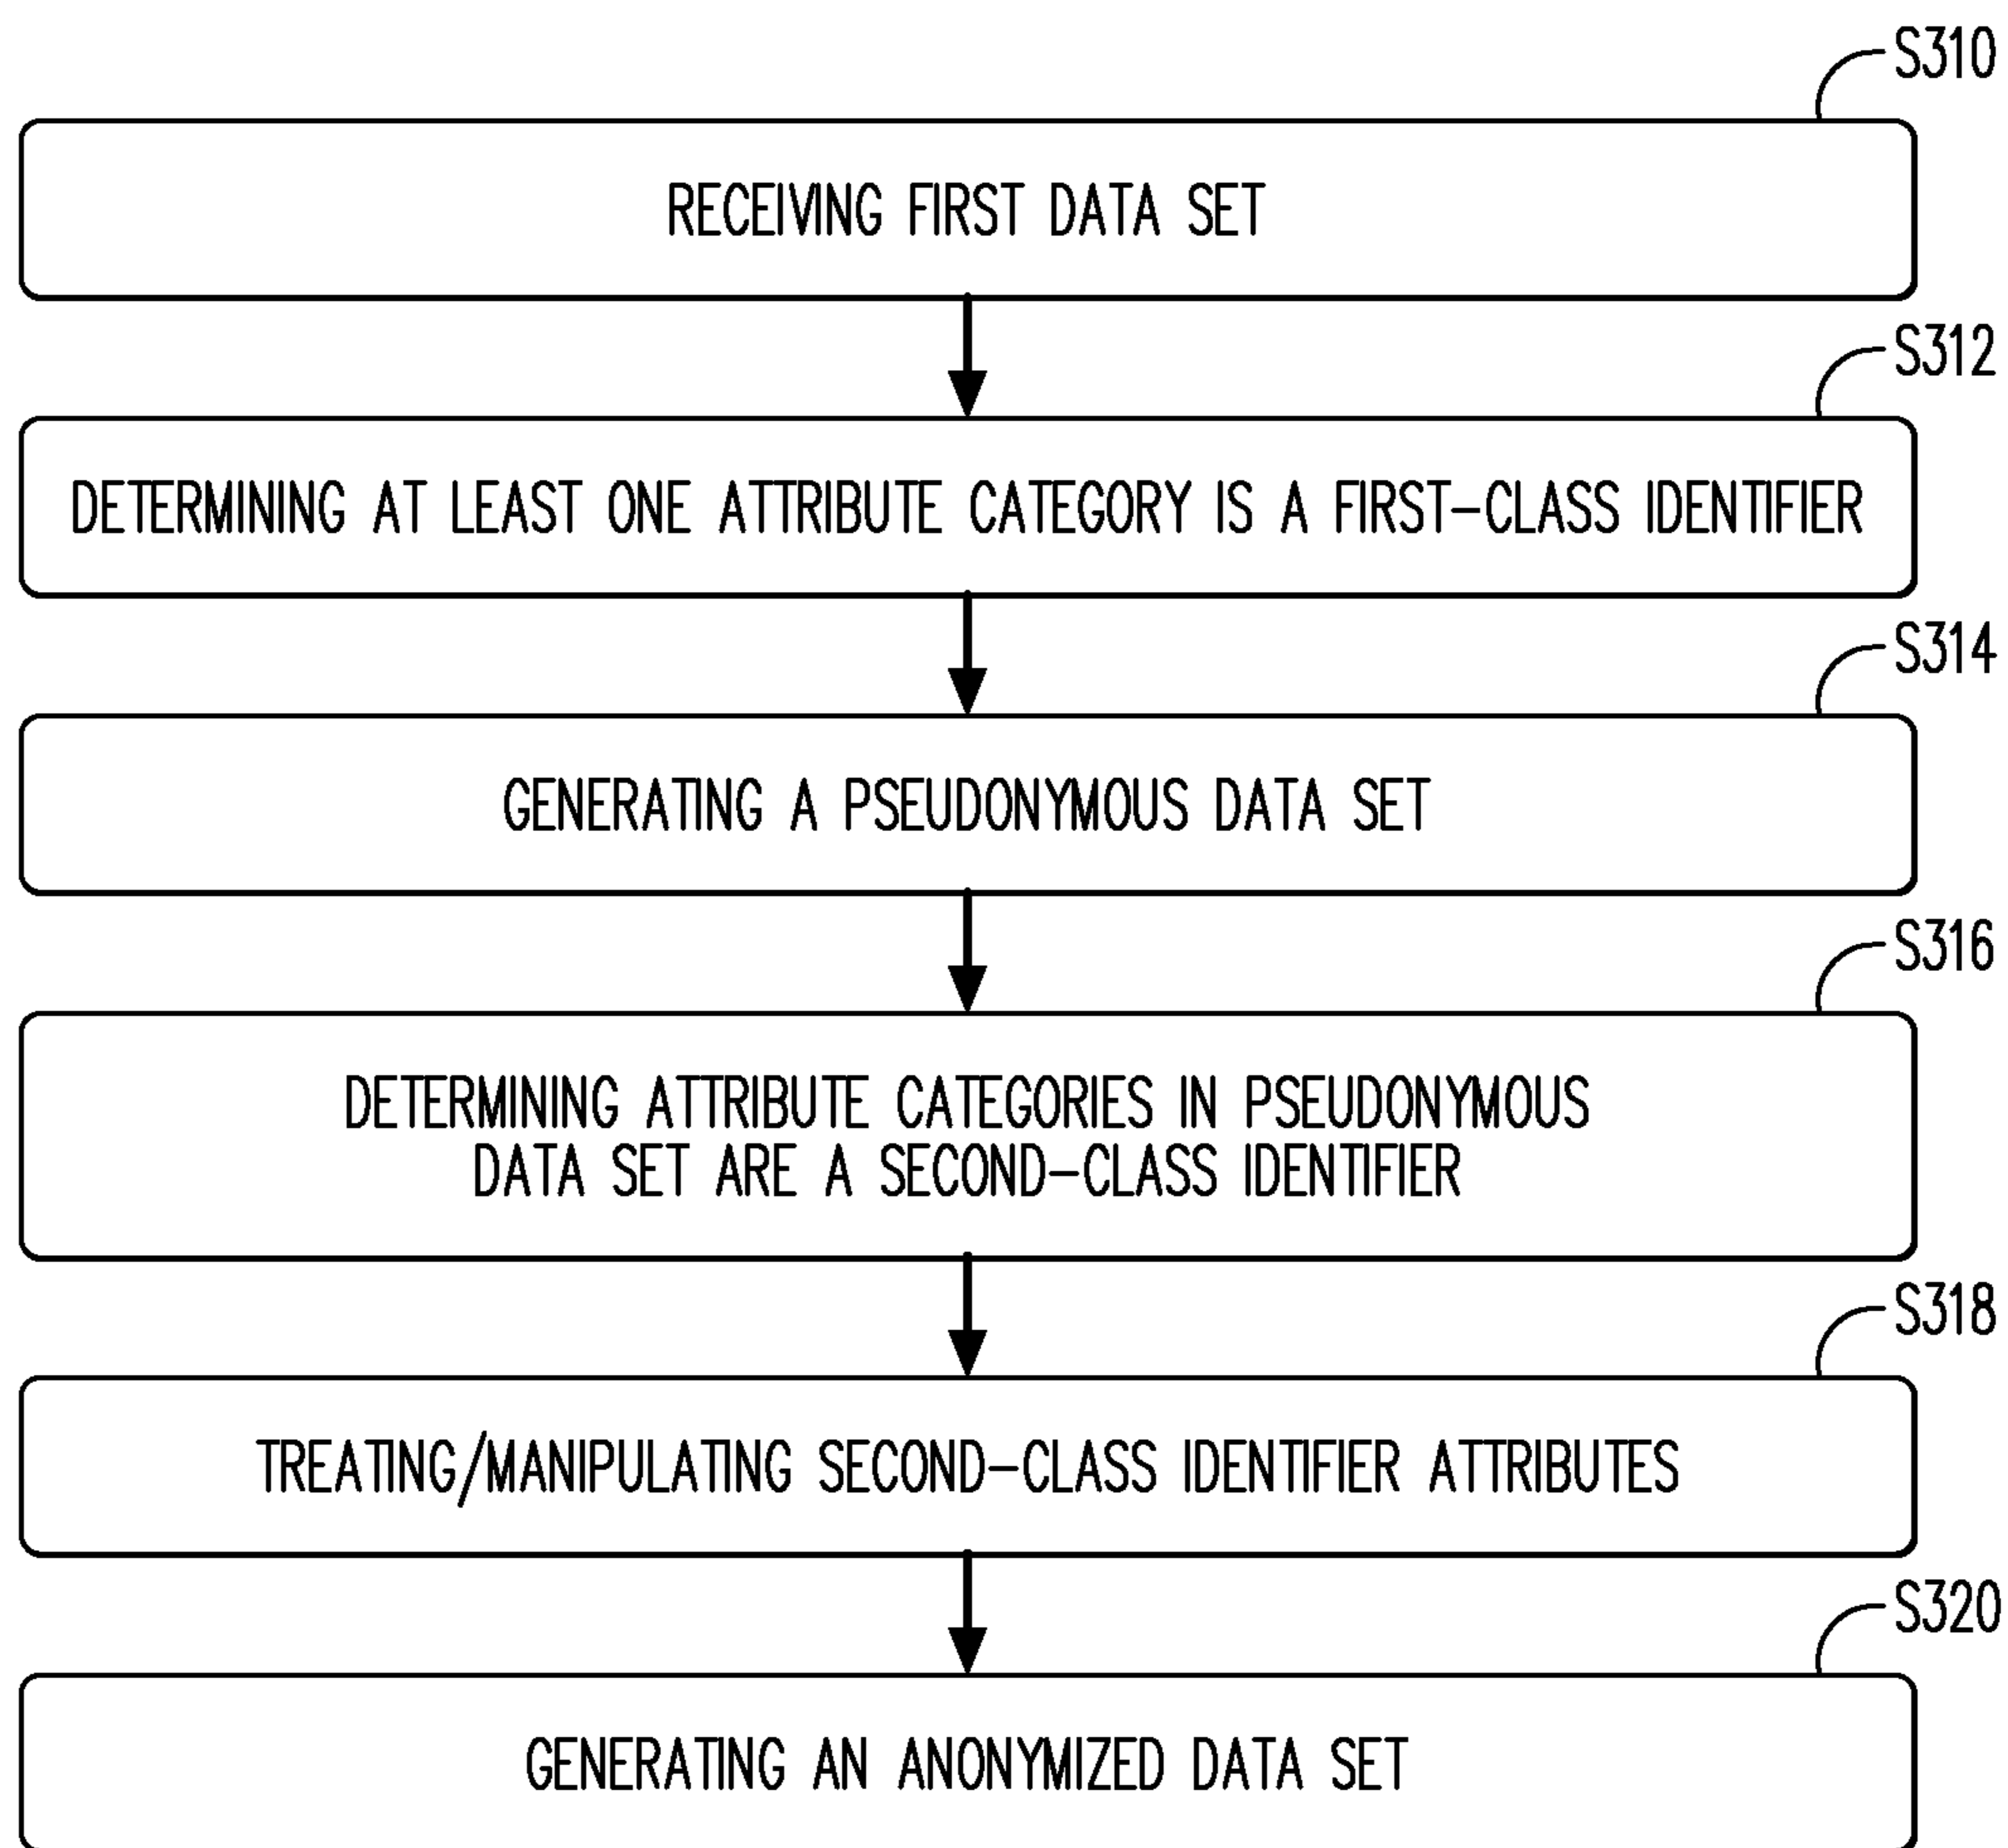 S310
RECEIVING FIRST DATA SET
S312
DETERMINING AT LEAST ONE ATTRIBUTE CATEGORY IS A FIRST-CLASS IDENTIFIER
S314
GENERATING A PSEUDONYMOUS DATA SET
S316
DETERMINING ATTRIBUTE CATEGORIES IN PSEUDONYMOUS
DATA SET ARE A SECOND-CLASS IDENTIFIER
S318
TREATING/MANIPULATING SECOND-CLASS IDENTIFIER ATTRIBUTES
S320
GENERATING AN ANONYMIZED DATA SET